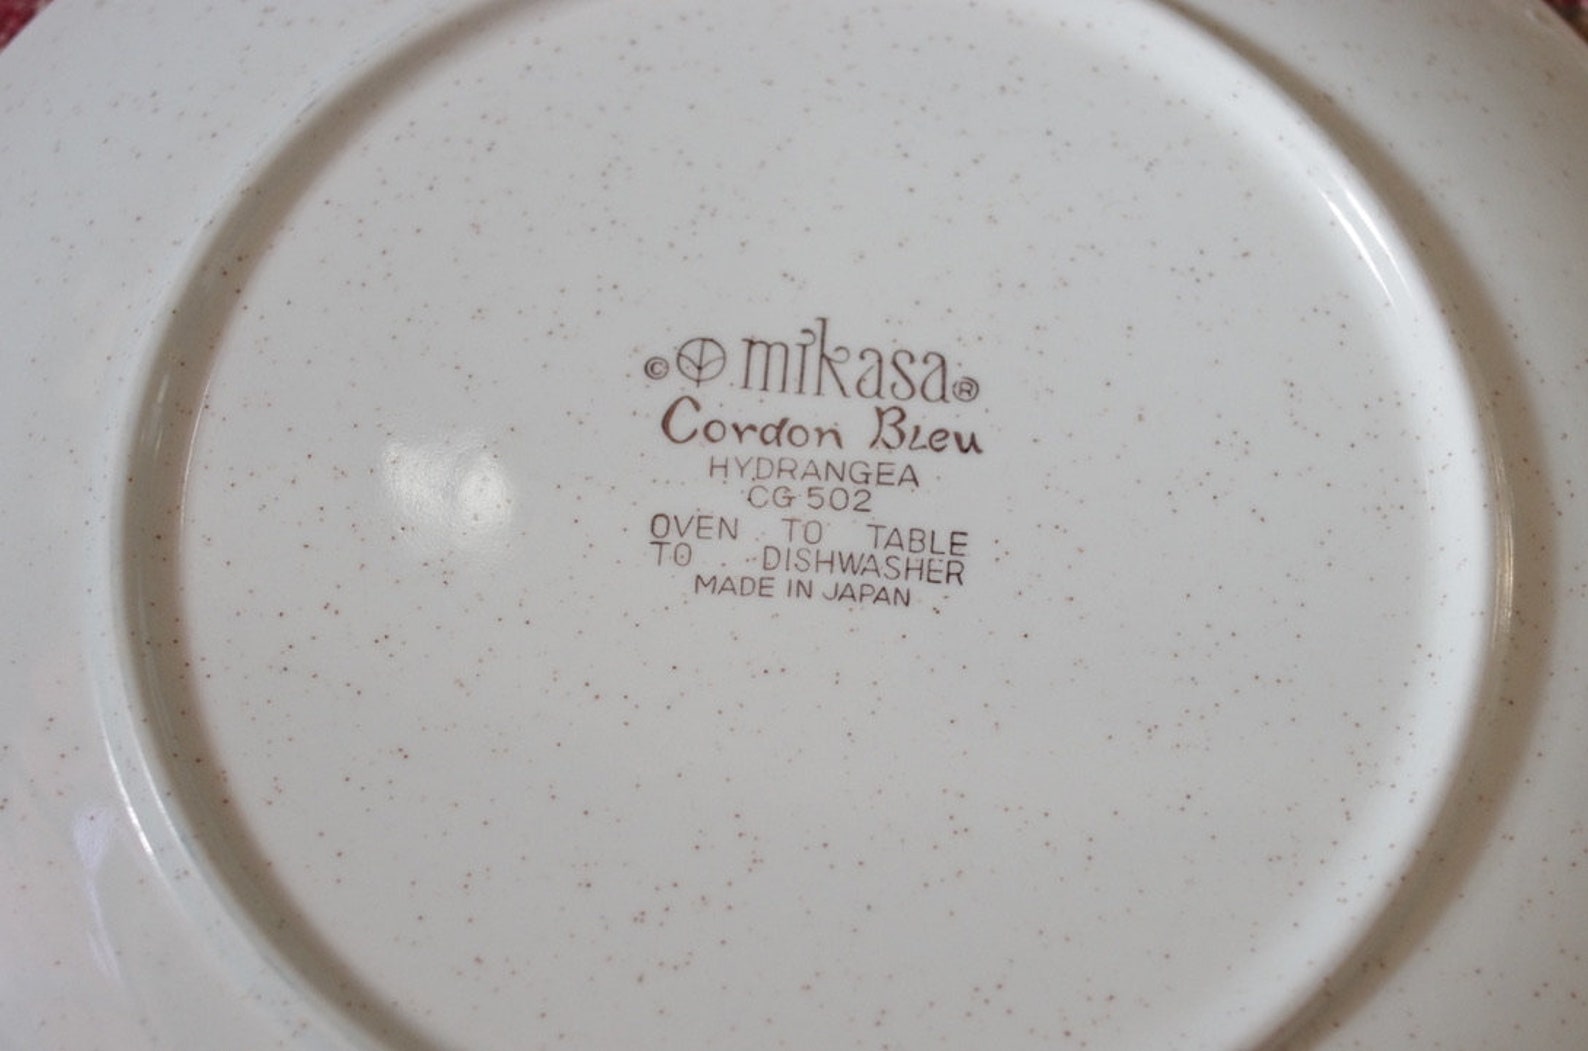 © mikasa®
Cordon Bleu
HYDRANGEA
CG 502
OVEN TO TABLE
TO DISHWASHER
MADE IN JAPAN